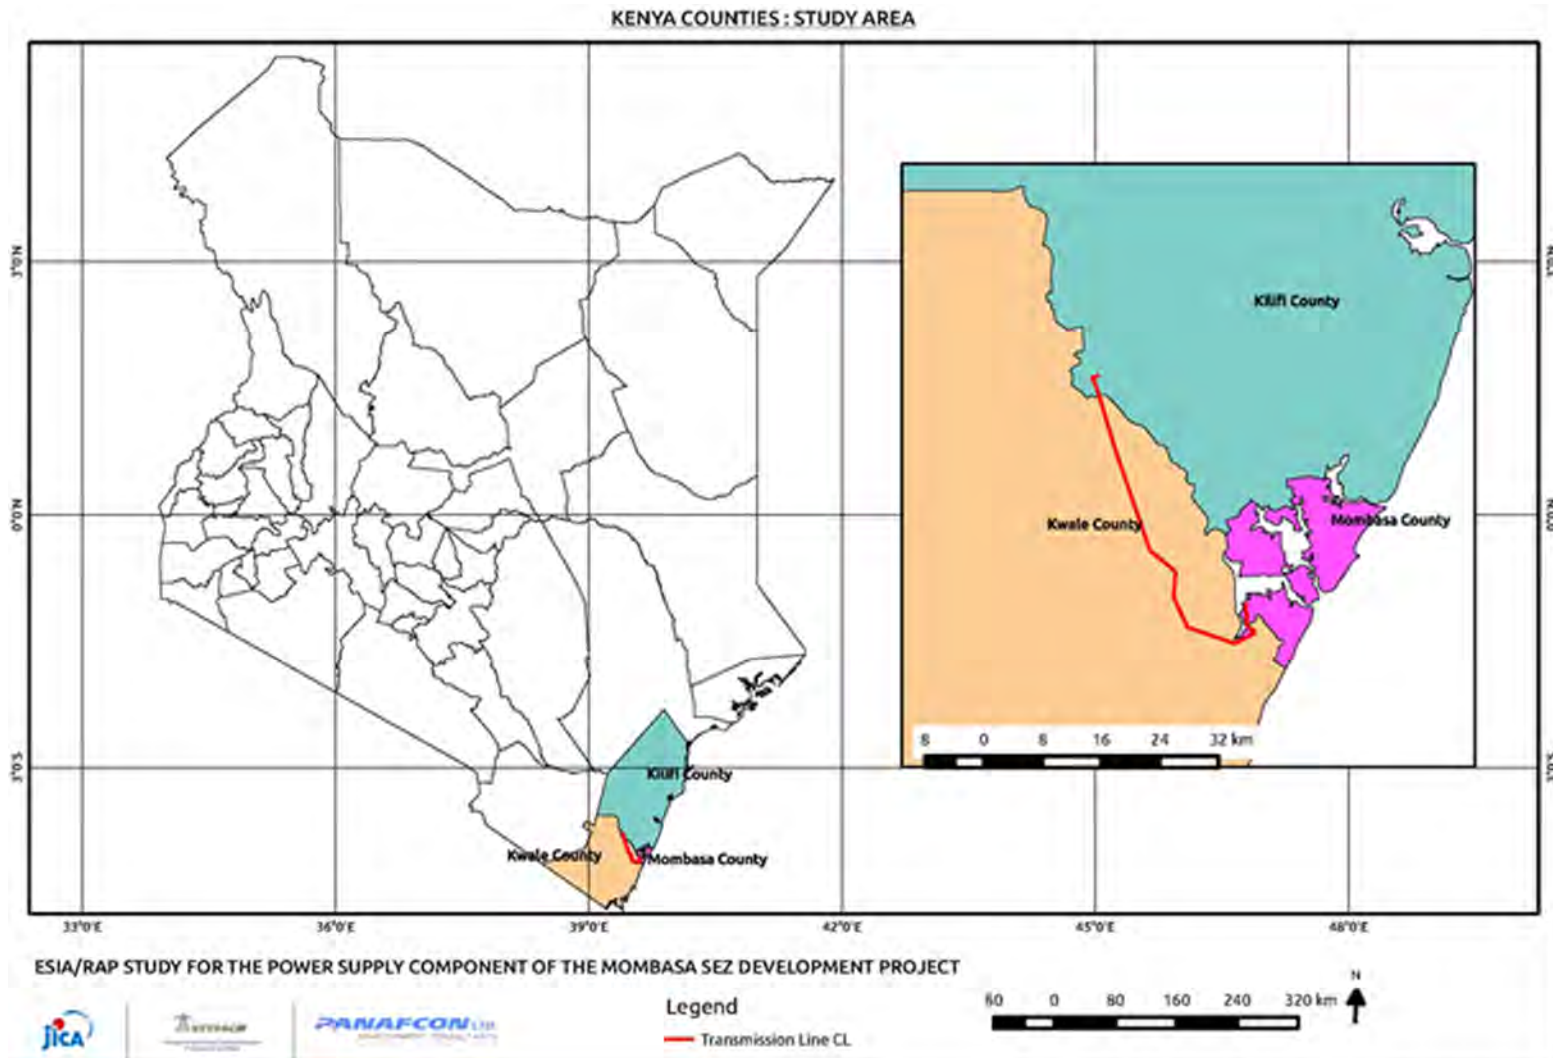 KENYA COUNTIES : STUDY AREA
3°0'N
0°0'N
3°0'S
Kilifi County
Kwale County
Mombasa County
8 0 8 16 24 32 km
Kilifi County
Kwale County
Mombasa County
33°0'E 36°0'E 39°0'E 42°0'E 45°0'E 48°0'E
ESIA/RAP STUDY FOR THE POWER SUPPLY COMPONENT OF THE MOMBASA SEZ DEVELOPMENT PROJECT
N
Legend
60 0 80 160 240 320 km
Transmission Line CL
JICA
PANAFCON LTD.